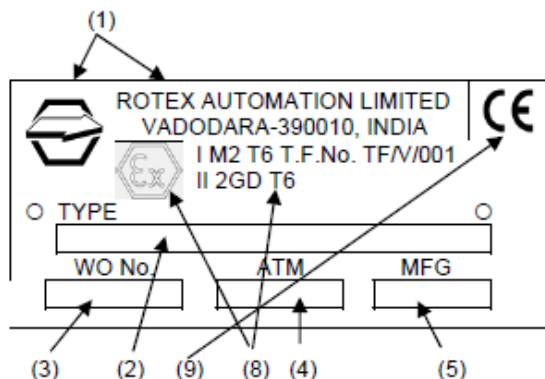 (1)
ROTEX AUTOMATION LIMITED
VADODARA-390010, INDIA
CE
Ex
I M2 T6 T.F.No. TF/V/001
II 2GD T6
TYPE
WO No.
ATM
MFG
(3) (2) (9) (8) (4) (5)